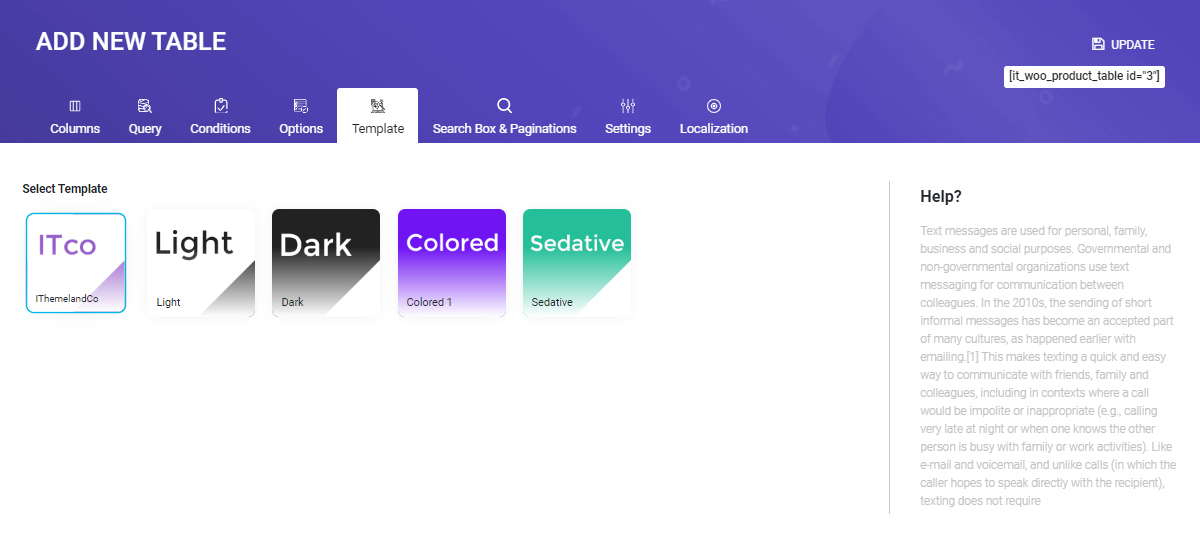 ADD NEW TABLE
UPDATE
[it_woo_product_table id="3"]
Columns
Query
Conditions
Options
Template
Search Box & Paginations
Settings
Localization
Select Template
ITco
IThemelandCo
Light
Light
Dark
Dark
Colored
Colored 1
Sedative
Sedative
Help?
Text messages are used for personal, family,
business and social purposes. Governmental and
non-governmental organizations use text
messaging for communication between
colleagues. In the 2010s, the sending of short
informal messages has become an accepted part
of many cultures, as happened earlier with
emailing.[1] This makes texting a quick and easy
way to communicate with friends, family and
colleagues, including in contexts where a call
would be impolite or inappropriate (e.g., calling
very late at night or when one knows the other
person is busy with family or work activities). Like
e-mail and voicemail, and unlike calls (in which the
caller hopes to speak directly with the recipient),
texting does not require